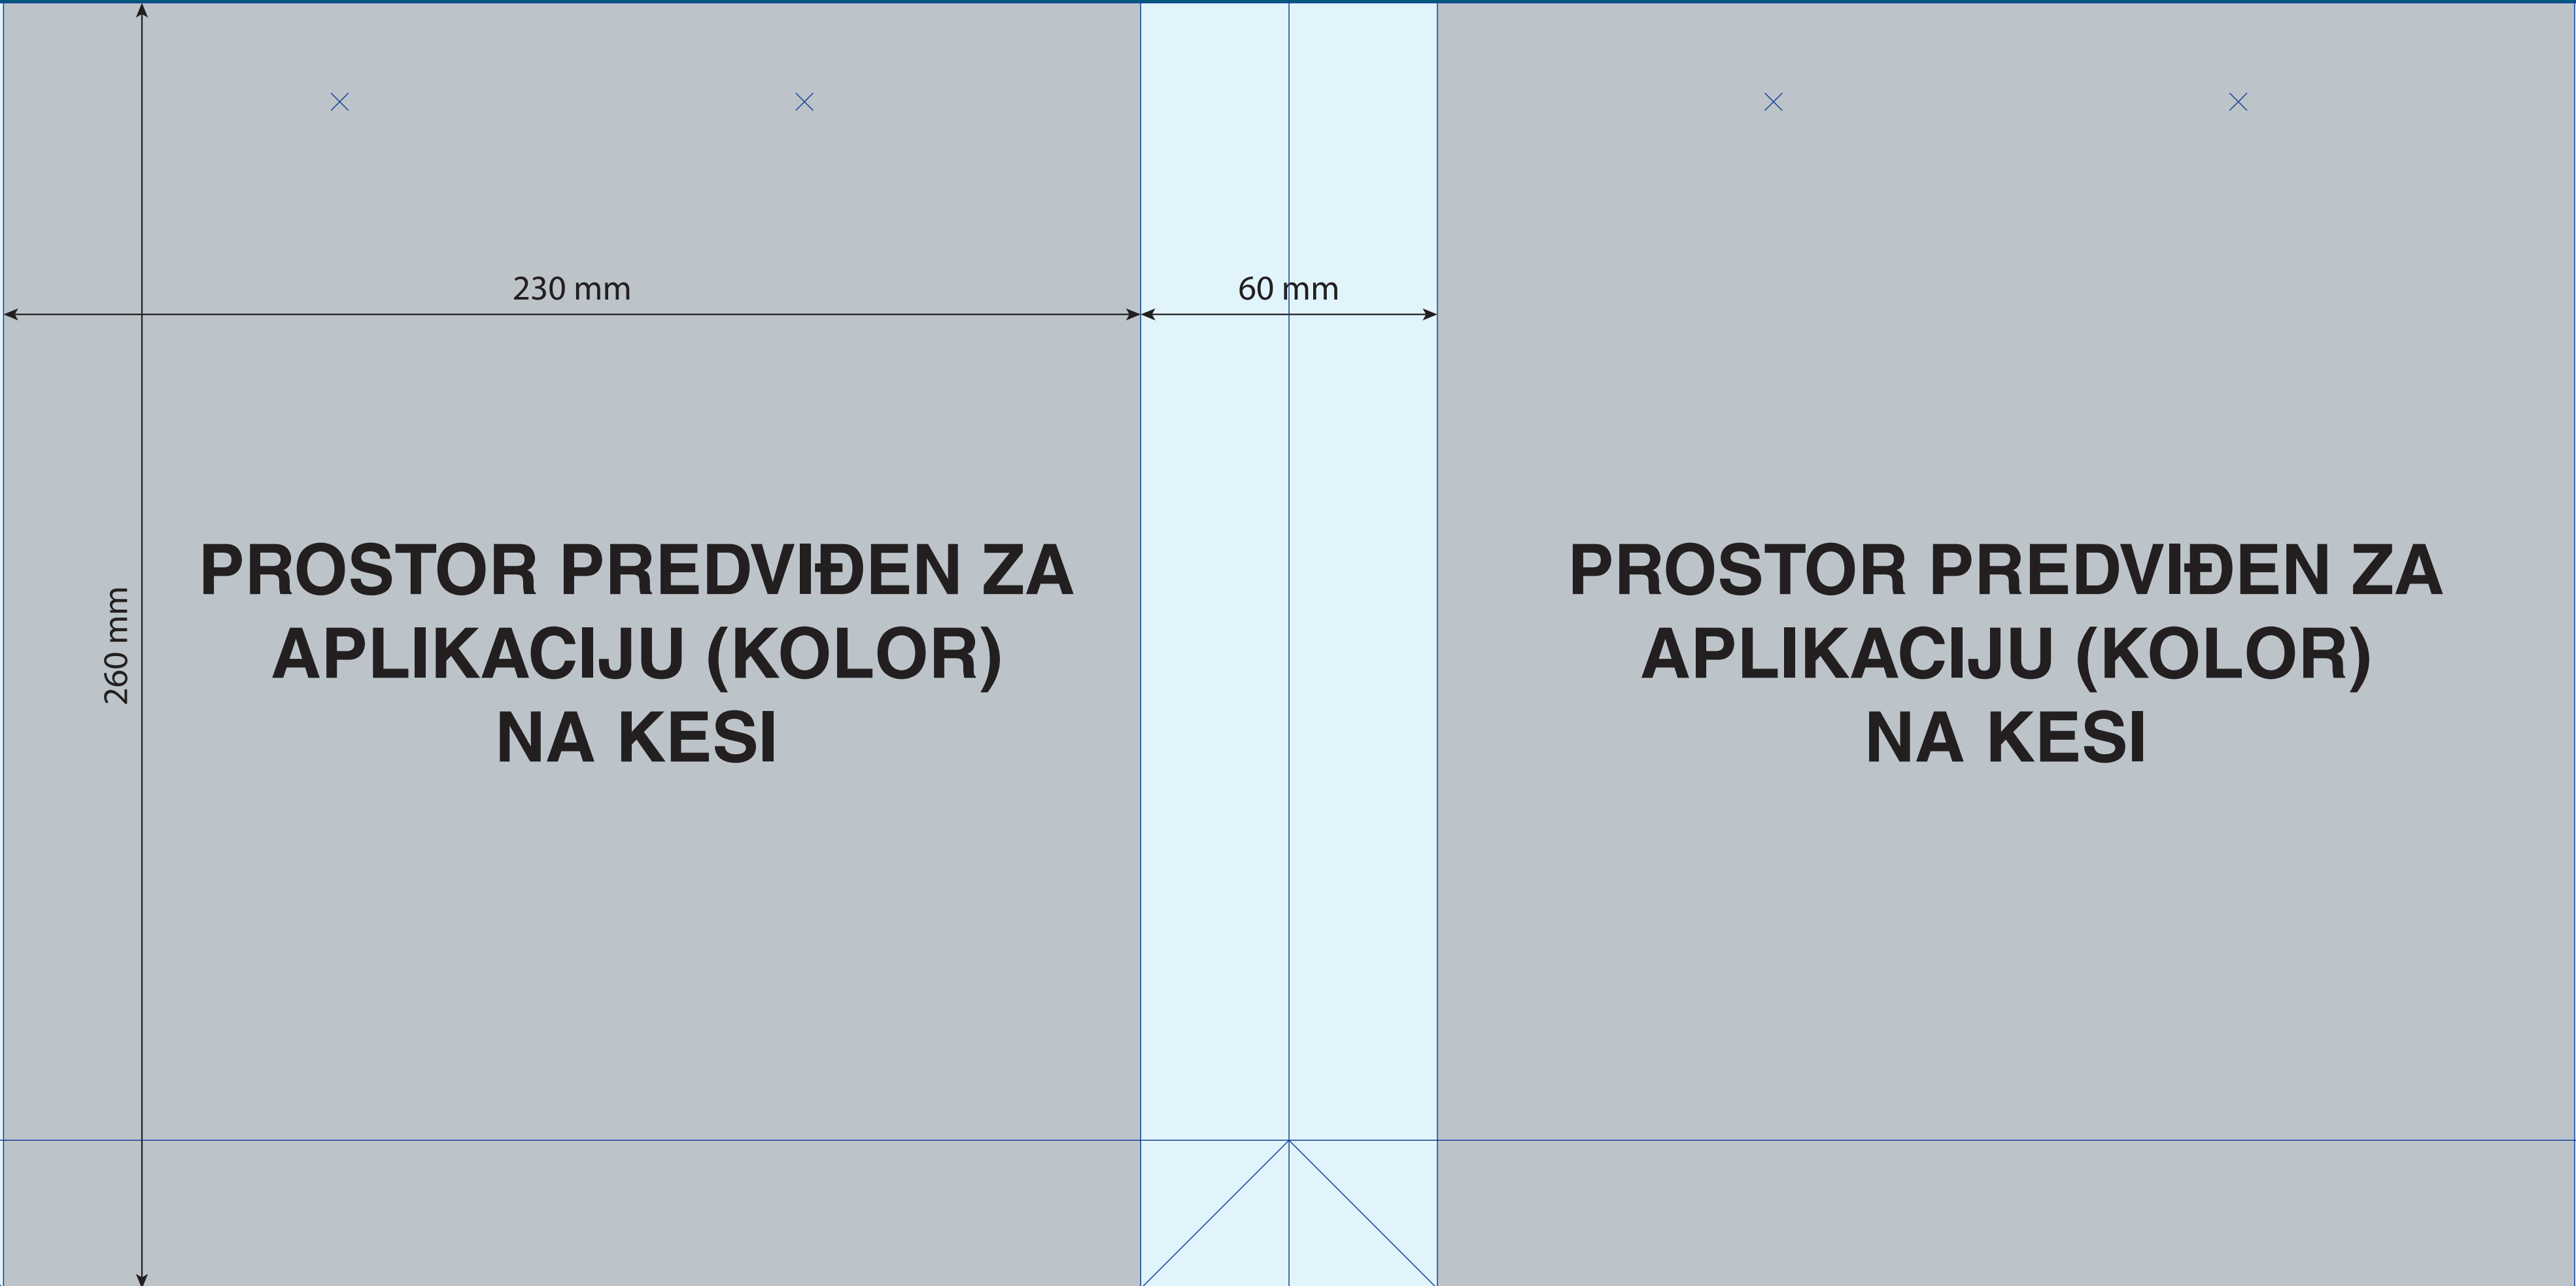 230 mm
60 mm
260 mm
PROSTOR PREDVIĐEN ZA
APLIKACIJU (KOLOR)
NA KESI
PROSTOR PREDVIĐEN ZA
APLIKACIJU (KOLOR)
NA KESI